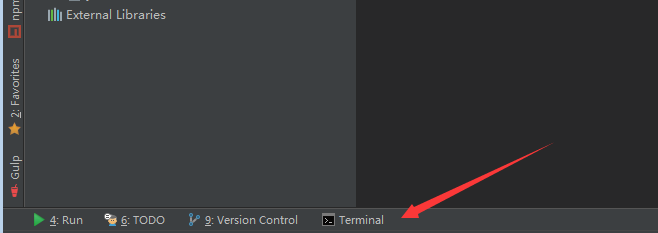 npm
External Libraries
2: Favorites
Gulp
4: Run
6: TODO
9: Version Control
Terminal